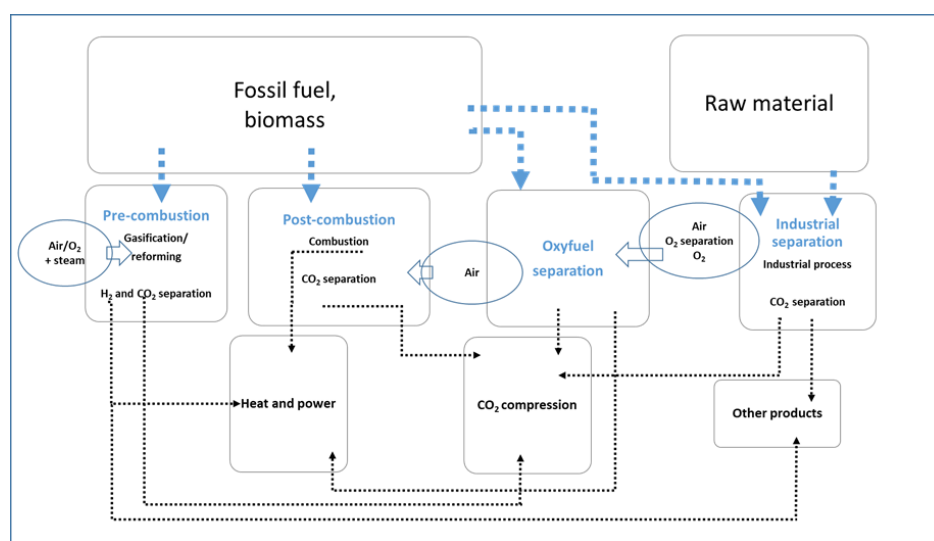 Fossil fuel,
biomass
Raw material
Pre-combustion
Gasification/
reforming
H₂ and CO₂ separation
Air/O₂
+ steam
Post-combustion
Combustion
CO₂ separation
Air
Oxyfuel
separation
Air
O₂ separation
O₂
Industrial
separation
Industrial process
CO₂ separation
Heat and power
CO₂ compression
Other products